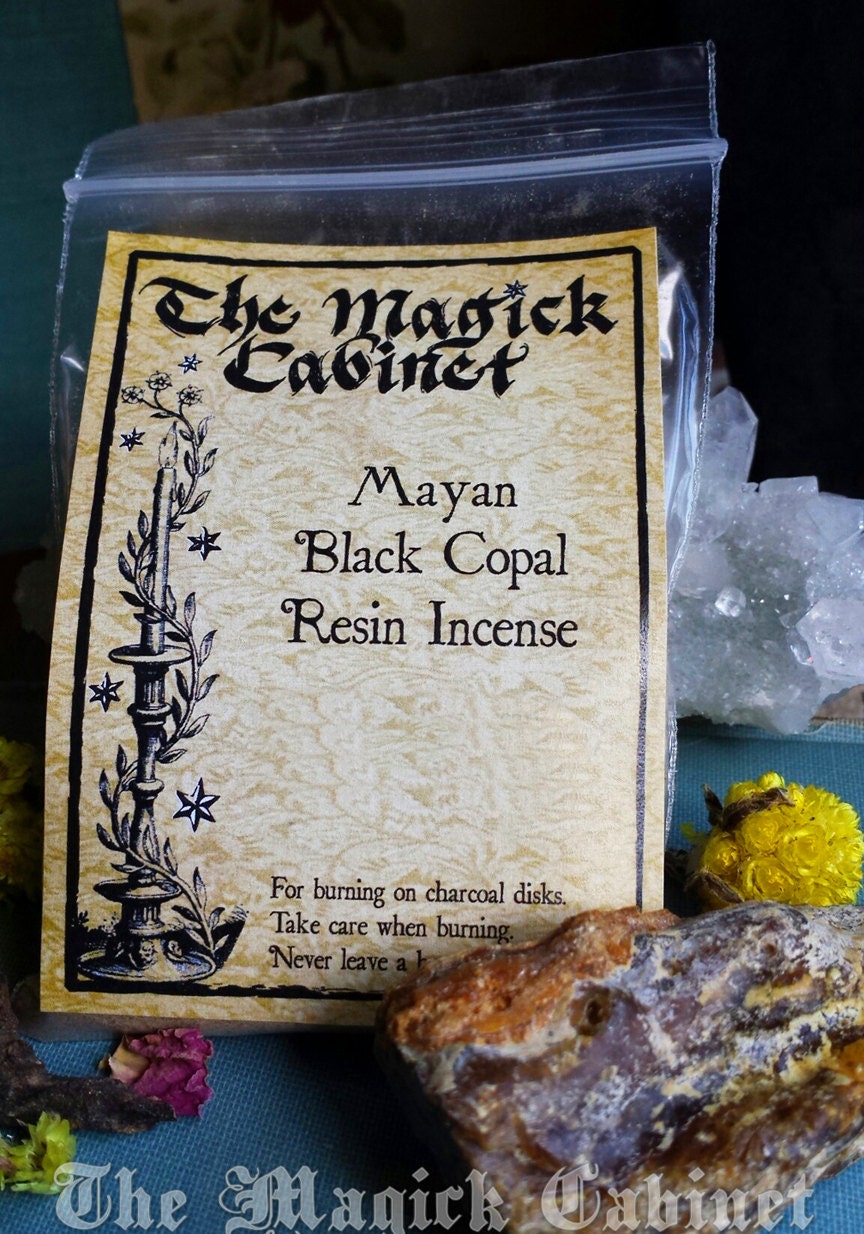 The Magick
Cabinet
Mayan
Black Copal
Resin Incense
For burning on charcoal disks.
Take care when burning.
Never leave a
The Magick Cabinet